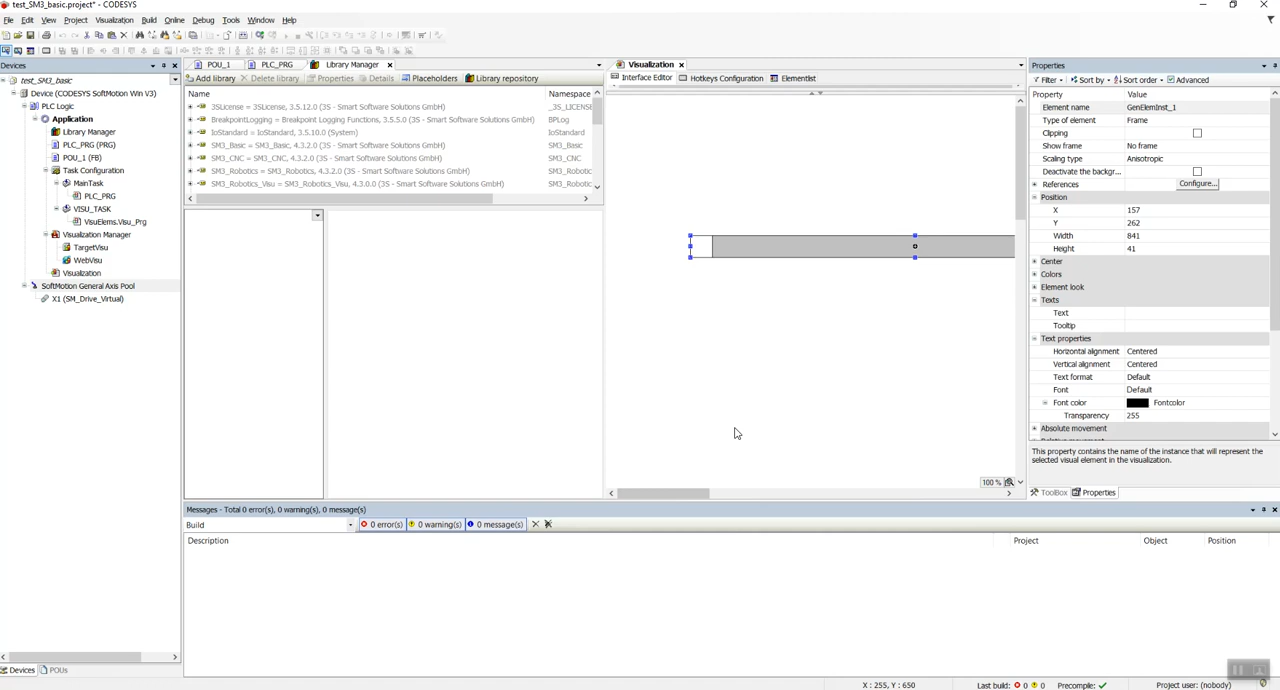 test_SM3_basic.project* - CODESYS
File Edit View Project Visualization Build Online Debug Tools Window Help
Devices
test_SM3_basic
Device (CODESYS SoftMotion Win V3)
PLC Logic
Application
Library Manager
PLC_PRG (PRG)
POU_1 (FB)
Task Configuration
MainTask
PLC_PRG
VISU_TASK
VisuElems.Visu_Prg
Visualization Manager
TargetVisu
WebVisu
Visualization
SoftMotion General Axis Pool
X1 (SM_Drive_Virtual)
Devices POUs
POU_1 PLC_PRG Library Manager
Add library Delete library Properties Details Placeholders Library repository
Name Namespace
3SLicense = 3SLicense, 3.5.12.0 (3S - Smart Software Solutions GmbH) _3S_LICENSE
BreakpointLogging = Breakpoint Logging Functions, 3.5.5.0 (3S - Smart Software Solutions GmbH) BPLog
IoStandard = IoStandard, 3.5.10.0 (System) IoStandard
SM3_Basic = SM3_Basic, 4.3.2.0 (3S - Smart Software Solutions GmbH) SM3_Basic
SM3_CNC = SM3_CNC, 4.3.2.0 (3S - Smart Software Solutions GmbH) SM3_CNC
SM3_Robotics = SM3_Robotics, 4.3.2.0 (3S - Smart Software Solutions GmbH) SM3_Robotic
SM3_Robotics_Visu = SM3_Robotics_Visu, 4.3.0.0 (3S - Smart Software Solutions GmbH) SM3_Robotic
Visualization
Interface Editor Hotkeys Configuration Elementlist
100 %
Properties
Filter Sort by Sort order Advanced
Property Value
Element name GenElemInst_1
Type of element Frame
Clipping
Show frame No frame
Scaling type Anisotropic
Deactivate the backgr...
References Configure...
Position
X 157
Y 262
Width 841
Height 41
Center
Colors
Element look
Texts
Text
Tooltip
Text properties
Horizontal alignment Centered
Vertical alignment Centered
Text format Default
Font Default
Font color Fontcolor
Transparency 255
Absolute movement
This property contains the name of the instance that will represent the
selected visual element in the visualization.
ToolBox Properties
Messages - Total 0 error(s), 0 warning(s), 0 message(s)
Build 0 error(s) 0 warning(s) 0 message(s)
Description Project Object Position
X : 255, Y : 650 Last build: 0 0 Precompile: Project user: (nobody)